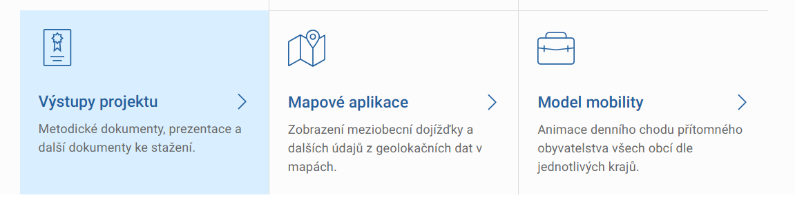 Výstupy projektu
Metodické dokumenty, prezentace a
další dokumenty ke stažení.
Mapové aplikace
Zobrazení meziobecní dojížďky a
dalších údajů z geolokačních dat v
mapách.
Model mobility
Animace denního chodu přítomného
obyvatelstva všech obcí dle
jednotlivých krajů.